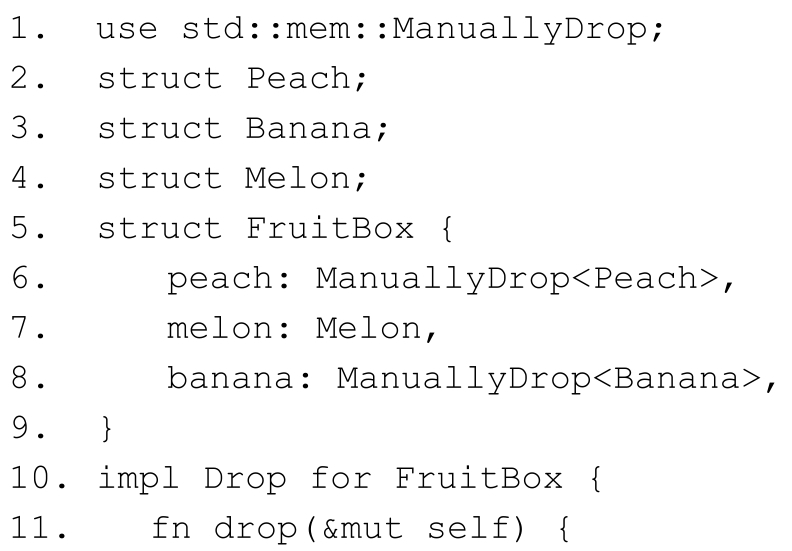 1. use std::mem::ManuallyDrop;
2. struct Peach;
3. struct Banana;
4. struct Melon;
5. struct FruitBox {
6. peach: ManuallyDrop<Peach>,
7. melon: Melon,
8. banana: ManuallyDrop<Banana>,
9. }
10. impl Drop for FruitBox {
11. fn drop(&mut self) {